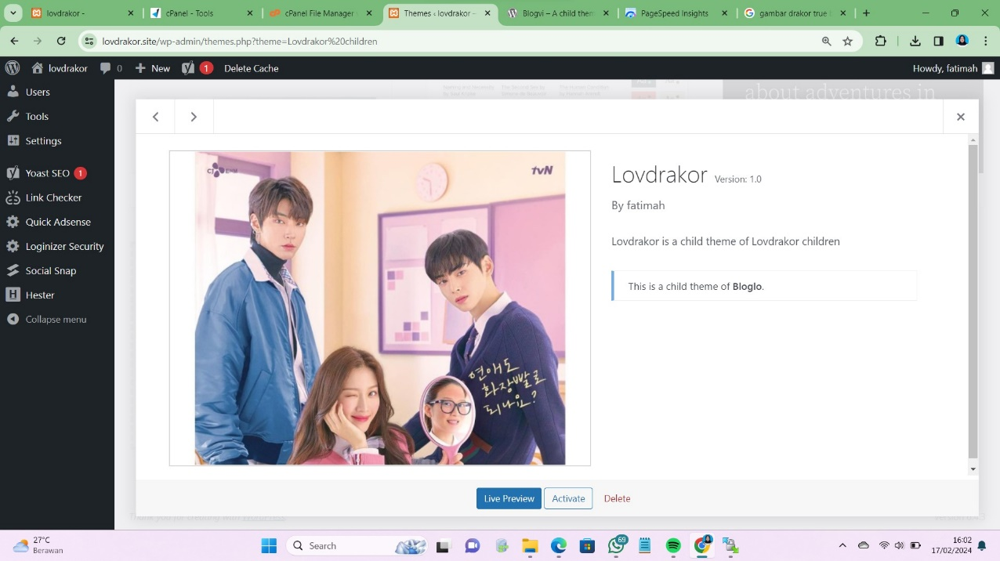 lovdrakor -
cPanel - Tools
cPanel File Manager
Themes ‹ lovdrakor –
Blogvi – A child them
PageSpeed Insights
gambar drakor true
lovdrakor.site/wp-admin/themes.php?theme=Lovdrakor%20children
lovdrakor
0
New
1
Delete Cache
Howdy, fatimah
Users
Tools
Settings
Yoast SEO 1
Link Checker
Quick Adsense
Loginizer Security
Social Snap
Hester
Collapse menu
about adventures in
CJ ENM
tvN
연애도
화장빨로
되나요?
Lovdrakor Version: 1.0
By fatimah
Lovdrakor is a child theme of Lovdrakor children
This is a child theme of Bloglo.
Live Preview
Activate
Delete
Thank you for creating with WordPress.
27°C
Berawan
Search
69
16:02
17/02/2024